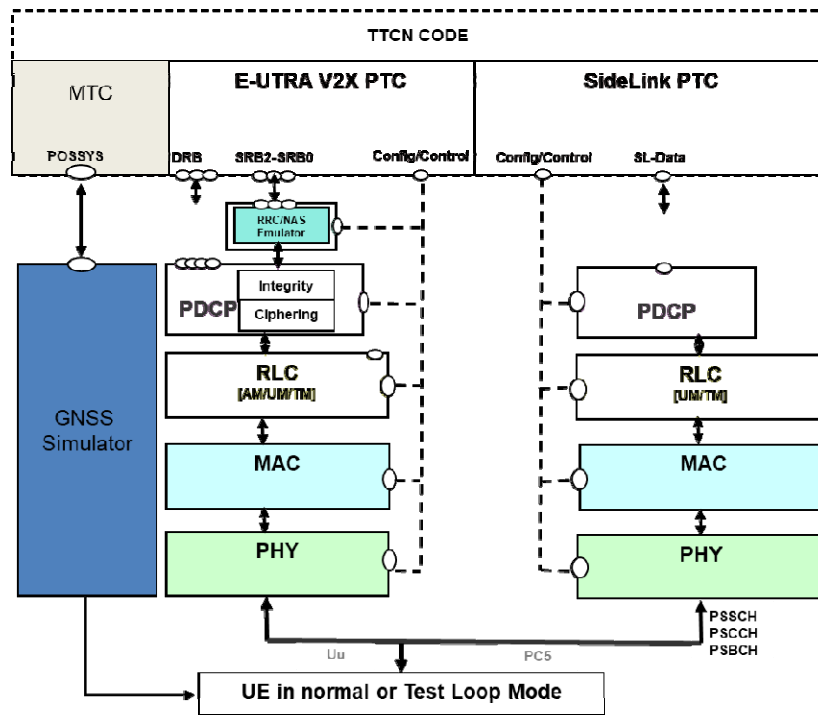 TTCN CODE
MTC
E-UTRA V2X PTC
SideLink PTC
POSSYS
DRB
SRB2-SRB0
Config/Control
Config/Control
SL-Data
RRC/NAS
Emulator
Integrity
Ciphering
PDCP
PDCP
RLC
[AM/UM/TM]
RLC
[UM/TM]
GNSS
Simulator
MAC
MAC
PHY
PHY
PSSCH
PSCCH
PSBCH
Uu
PC5
UE in normal or Test Loop Mode